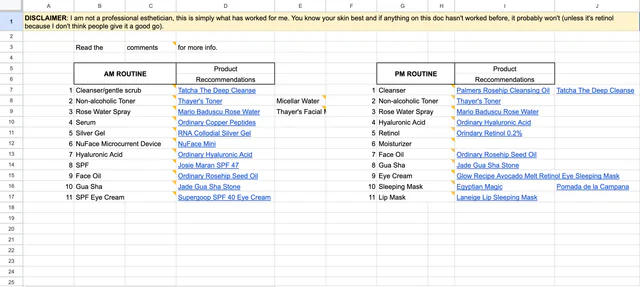 A B C D E F G H I J
1 DISCLAIMER: I am not a professional esthetician, this is simply what has worked for me. You know your skin best and if anything on this doc hasn't worked before, it probably won't (unless it's retinol
because I don't think people give it a good go).
2
3 Read the comments for more info.
4
5 AM ROUTINE Product PM ROUTINE Product
6 Reccommendations Reccommendations
7 1 Cleanser/gentle scrub Tatcha The Deep Cleanse 1 Cleanser Palmers Rosehip Cleansing Oil Tatcha The Deep Cleanse
8 2 Non-alcoholic Toner Thayer's Toner Micellar Water 2 Non-alcoholic Toner Thayer's Toner
9 3 Rose Water Spray Mario Baduscu Rose Water Thayer's Facial 3 Rose Water Spray Mario Baduscu Rose Water
10 4 Serum Ordinary Copper Peptides 4 Hyaluronic Acid Ordinary Hyaluronic Acid
11 5 Silver Gel RNA Collodial Silver Gel 5 Retinol Orindary Retinol 0.2%
12 6 NuFace Microcurrent Device NuFace Mini 6 Moisturizer
13 7 Hyaluronic Acid Ordinary Hyaluronic Acid 7 Face Oil Ordinary Rosehip Seed Oil
14 8 SPF Josie Maran SPF 47 8 Gua Sha Jade Gua Sha Stone
15 9 Face Oil Ordinary Rosehip Seed Oil 9 Eye Cream Glow Recipe Avocado Melt Retinol Eye Sleeping Mask
16 10 Gua Sha Jade Gua Sha Stone 10 Sleeping Mask Egyptian Magic Pomada de la Campana
17 11 SPF Eye Cream Supergoop SPF 40 Eye Cream 11 Lip Mask Laneige Lip Sleeping Mask
18
19
20
21
22
23
24
25